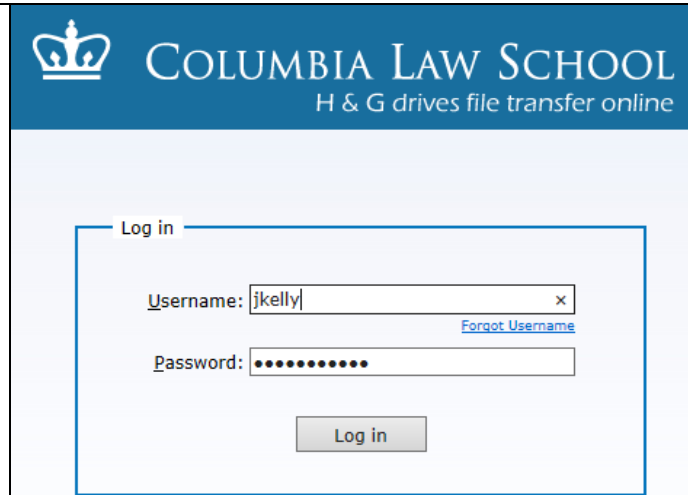 COLUMBIA LAW SCHOOL
H & G drives file transfer online
Log in
Username: jkelly ×
Forgot Username
Password: •••••••••••
Log in